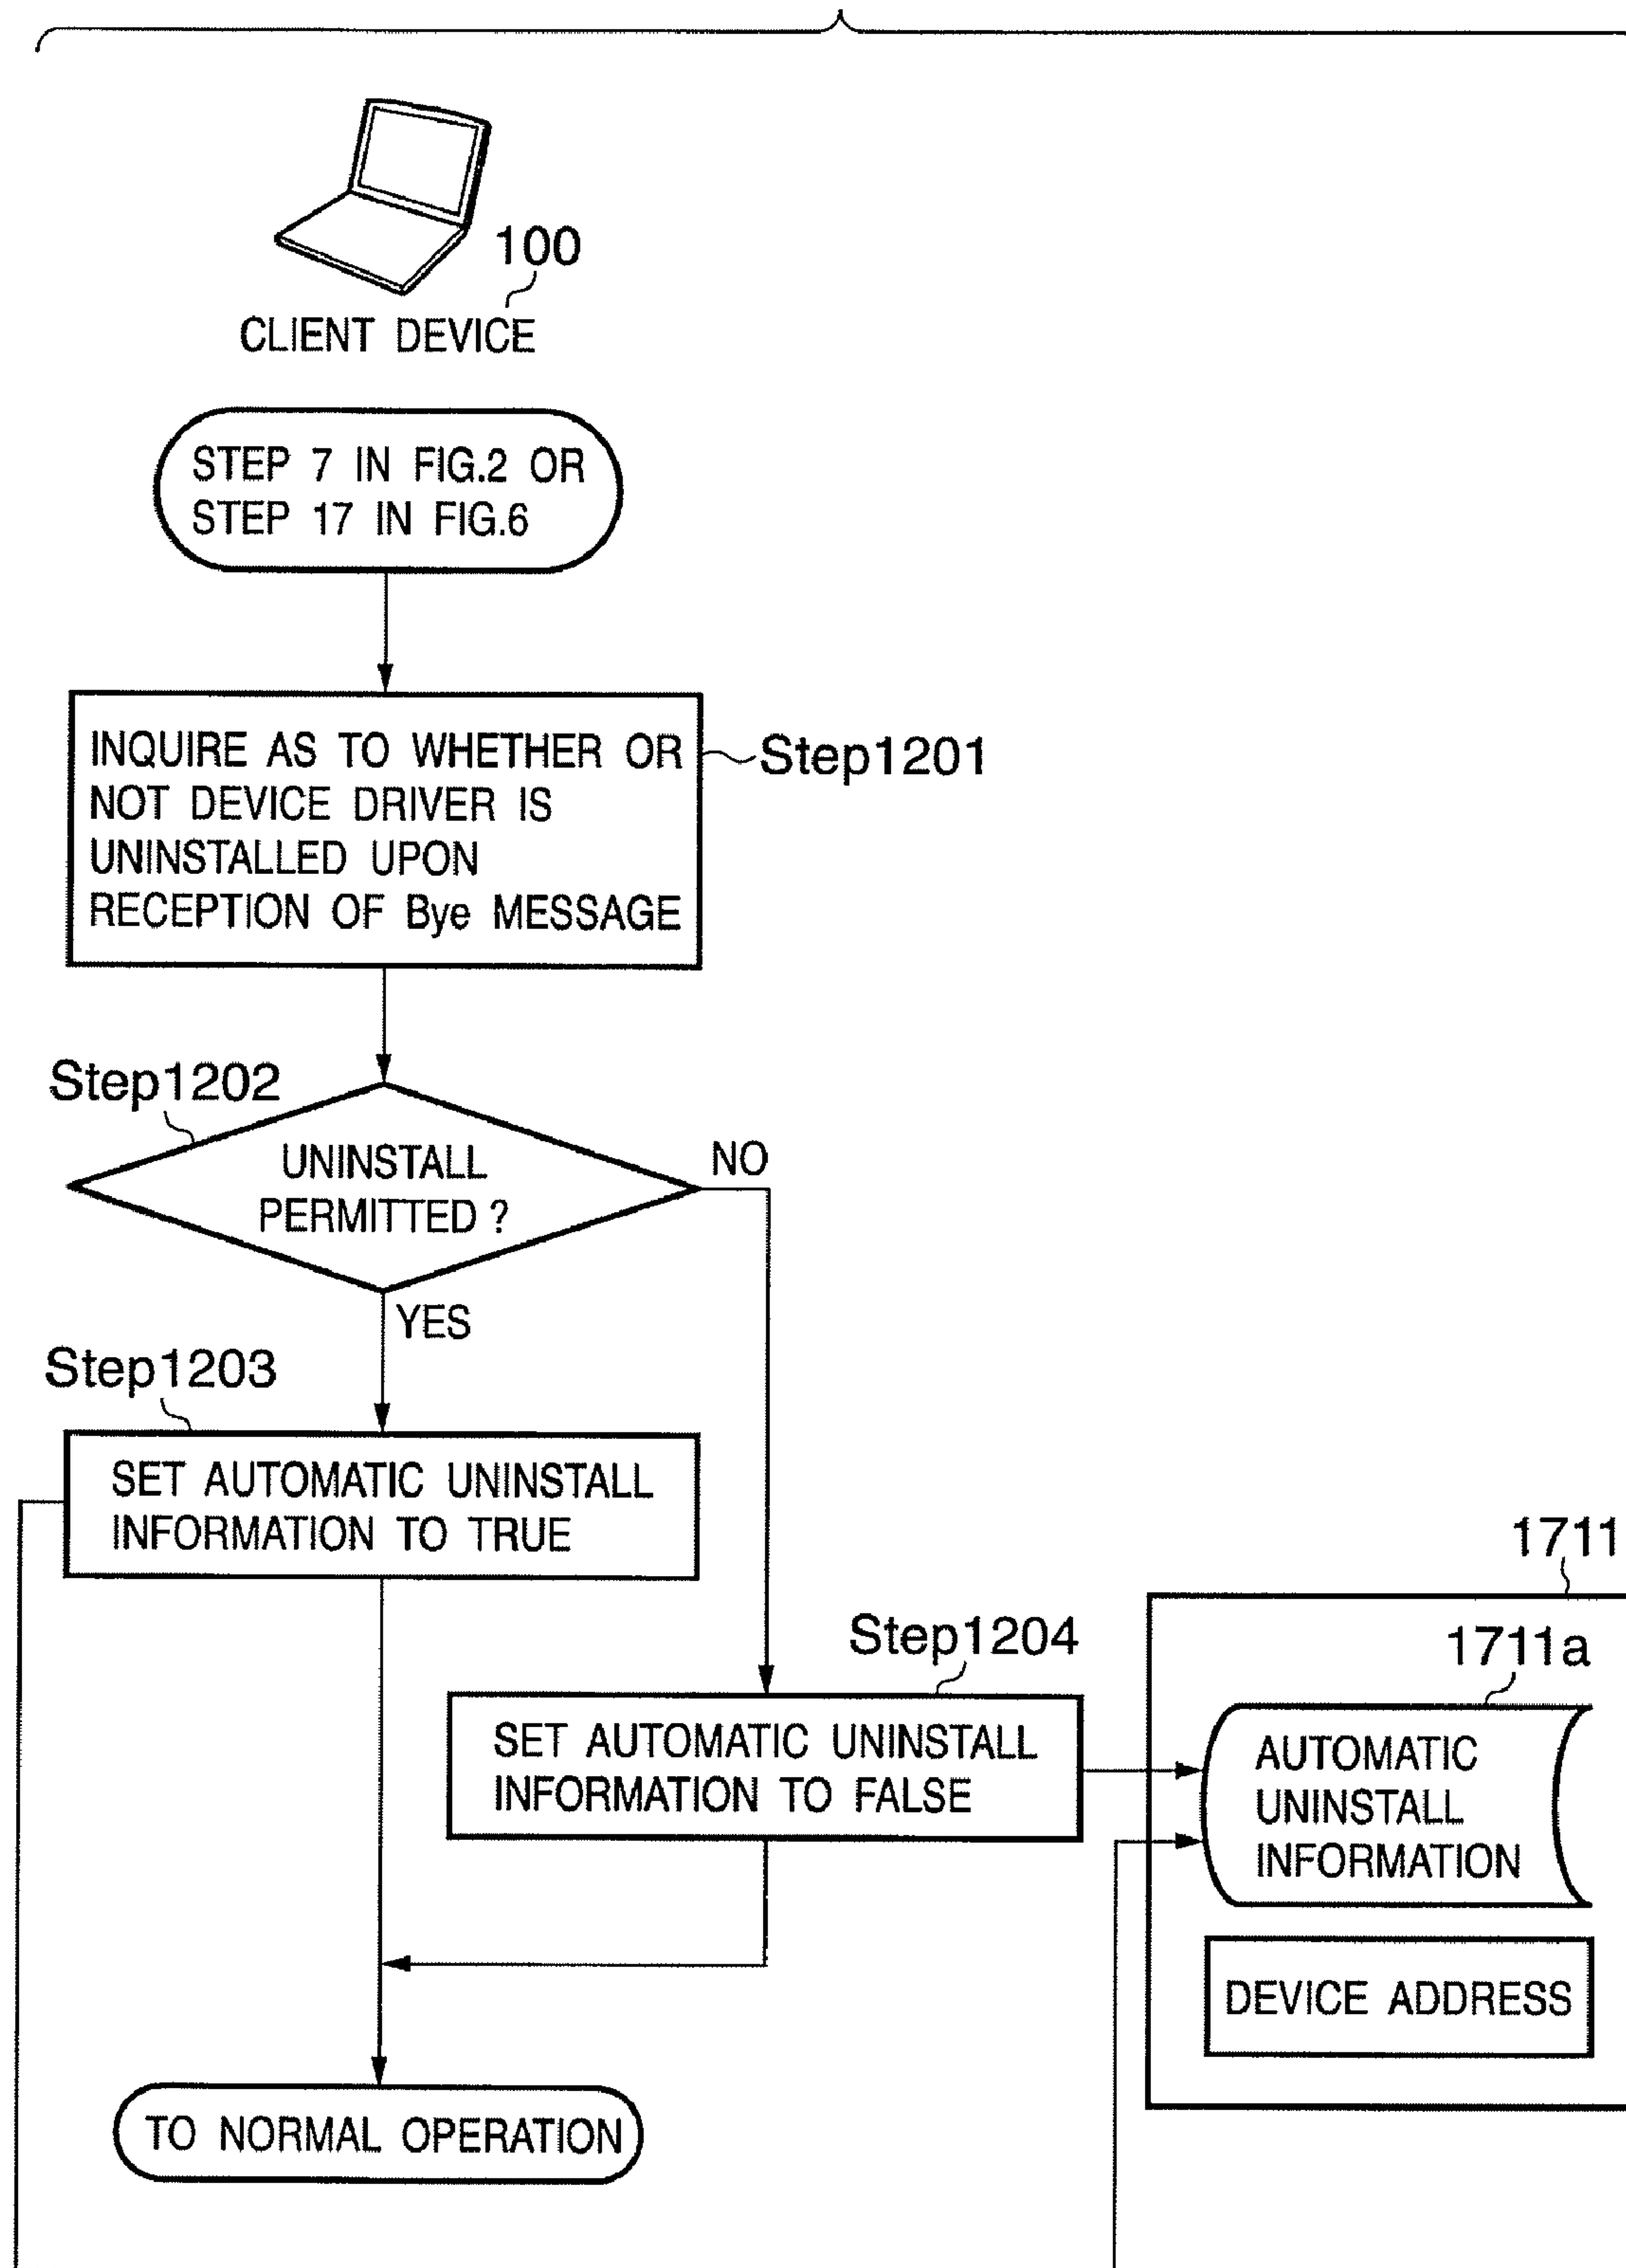 100
CLIENT DEVICE
STEP 7 IN FIG.2 OR
STEP 17 IN FIG.6
INQUIRE AS TO WHETHER OR
NOT DEVICE DRIVER IS
UNINSTALLED UPON
RECEPTION OF Bye MESSAGE
Step1201
Step1202
UNINSTALL
PERMITTED ?
NO
YES
Step1203
SET AUTOMATIC UNINSTALL
INFORMATION TO TRUE
Step1204
SET AUTOMATIC UNINSTALL
INFORMATION TO FALSE
1711
1711a
AUTOMATIC
UNINSTALL
INFORMATION
DEVICE ADDRESS
TO NORMAL OPERATION